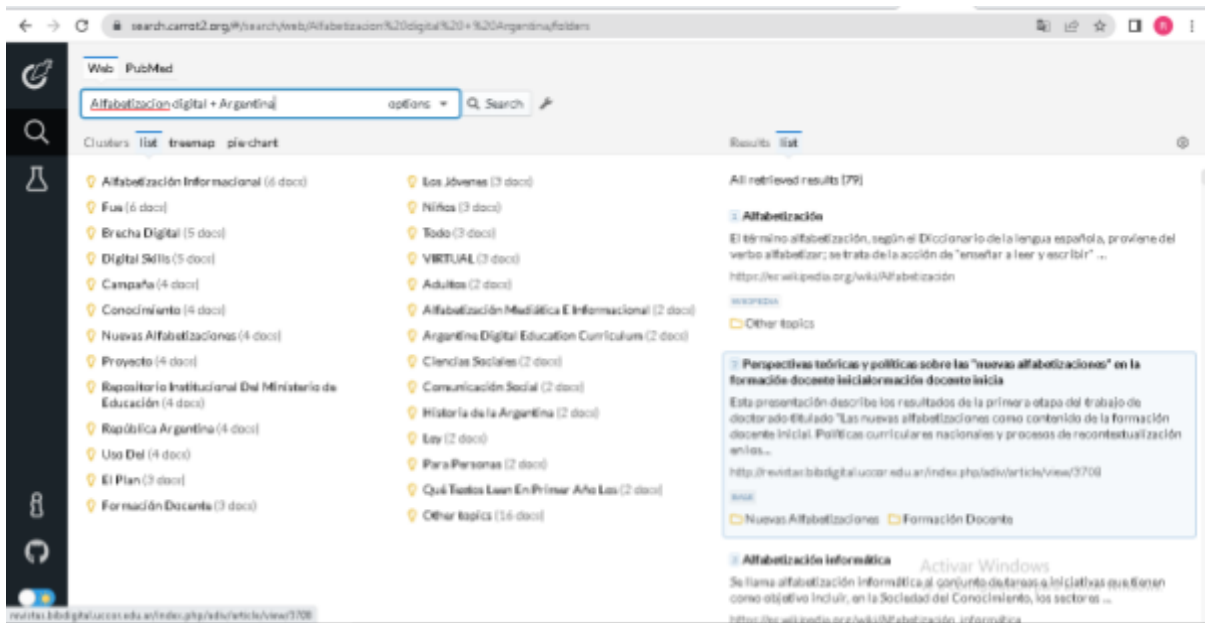 search.carrot2.org/#/search/web/Alfabetizacion%20digital%20+%20Argentina/folders
Web PubMed
Alfabetizacion digital + Argentina options Search
Clusters list treemap pie-chart
Results list
Alfabetización Informacional (6 docs)
Fue (6 docs)
Brecha Digital (5 docs)
Digital Skills (5 docs)
Campaña (4 docs)
Conocimiento (4 docs)
Nuevas Alfabetizaciones (4 docs)
Proyecto (4 docs)
Repositorio Institucional Del Ministerio de
Educación (4 docs)
República Argentina (4 docs)
Uso Del (4 docs)
El Plan (3 docs)
Formación Docente (3 docs)
Los Jóvenes (3 docs)
Niños (3 docs)
Todo (3 docs)
VIRTUAL (3 docs)
Adultos (2 docs)
Alfabetización Mediática E Informacional (2 docs)
Argentine Digital Education Curriculum (2 docs)
Ciencias Sociales (2 docs)
Comunicación Social (2 docs)
Historia de la Argentina (2 docs)
Ley (2 docs)
Para Personas (2 docs)
Qué Textos Leen En Primer Año Los (2 docs)
Other topics (16 docs)
All retrieved results (79)
1 Alfabetización
El término alfabetización, según el Diccionario de la lengua española, proviene del
verbo alfabetizar; se trata de la acción de "enseñar a leer y escribir" ...
https://es.wikipedia.org/wiki/Alfabetización
WIKIPEDIA
Other topics
2 Perspectivas teóricas y políticas sobre las "nuevas alfabetizaciones" en la
formación docente inicialormación docente inicia
Esta presentación describe los resultados de la primera etapa del trabajo de
doctorado titulado "Las nuevas alfabetizaciones como contenido de la formación
docente inicial. Políticas curriculares nacionales y procesos de recontextualización
en los...
http://revistas.bibdigital.uccor.edu.ar/index.php/adiv/article/view/3708
BASE
Nuevas Alfabetizaciones Formación Docente
3 Alfabetización informática
Se llama alfabetización informática al conjunto de tareas e iniciativas que tienen
como objetivo incluir, en la Sociedad del Conocimiento, los sectores ...
https://es.wikipedia.org/wiki/Alfabetización_informática
Activar Windows
revistas.bibdigital.uccor.edu.ar/index.php/adiv/article/view/3708